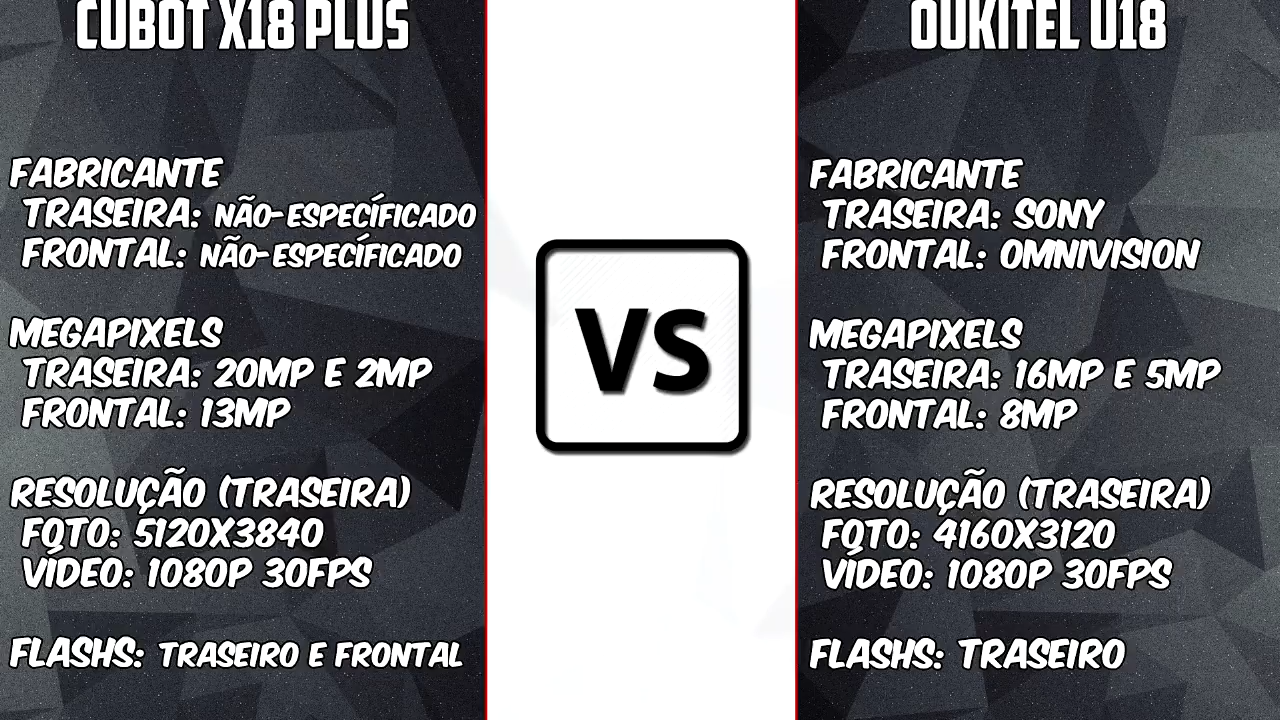 CUBOT X18 PLUS
FABRICANTE
TRASEIRA: NÃO-ESPECÍFICADO
FRONTAL: NÃO-ESPECÍFICADO
MEGAPIXELS
TRASEIRA: 20MP E 2MP
FRONTAL: 13MP
RESOLUÇÃO (TRASEIRA)
FOTO: 5120X3840
VÍDEO: 1080P 30FPS
FLASHS: TRASEIRO E FRONTAL
VS
OUKITEL U18
FABRICANTE
TRASEIRA: SONY
FRONTAL: OMNIVISION
MEGAPIXELS
TRASEIRA: 16MP E 5MP
FRONTAL: 8MP
RESOLUÇÃO (TRASEIRA)
FOTO: 4160X3120
VÍDEO: 1080P 30FPS
FLASHS: TRASEIRO